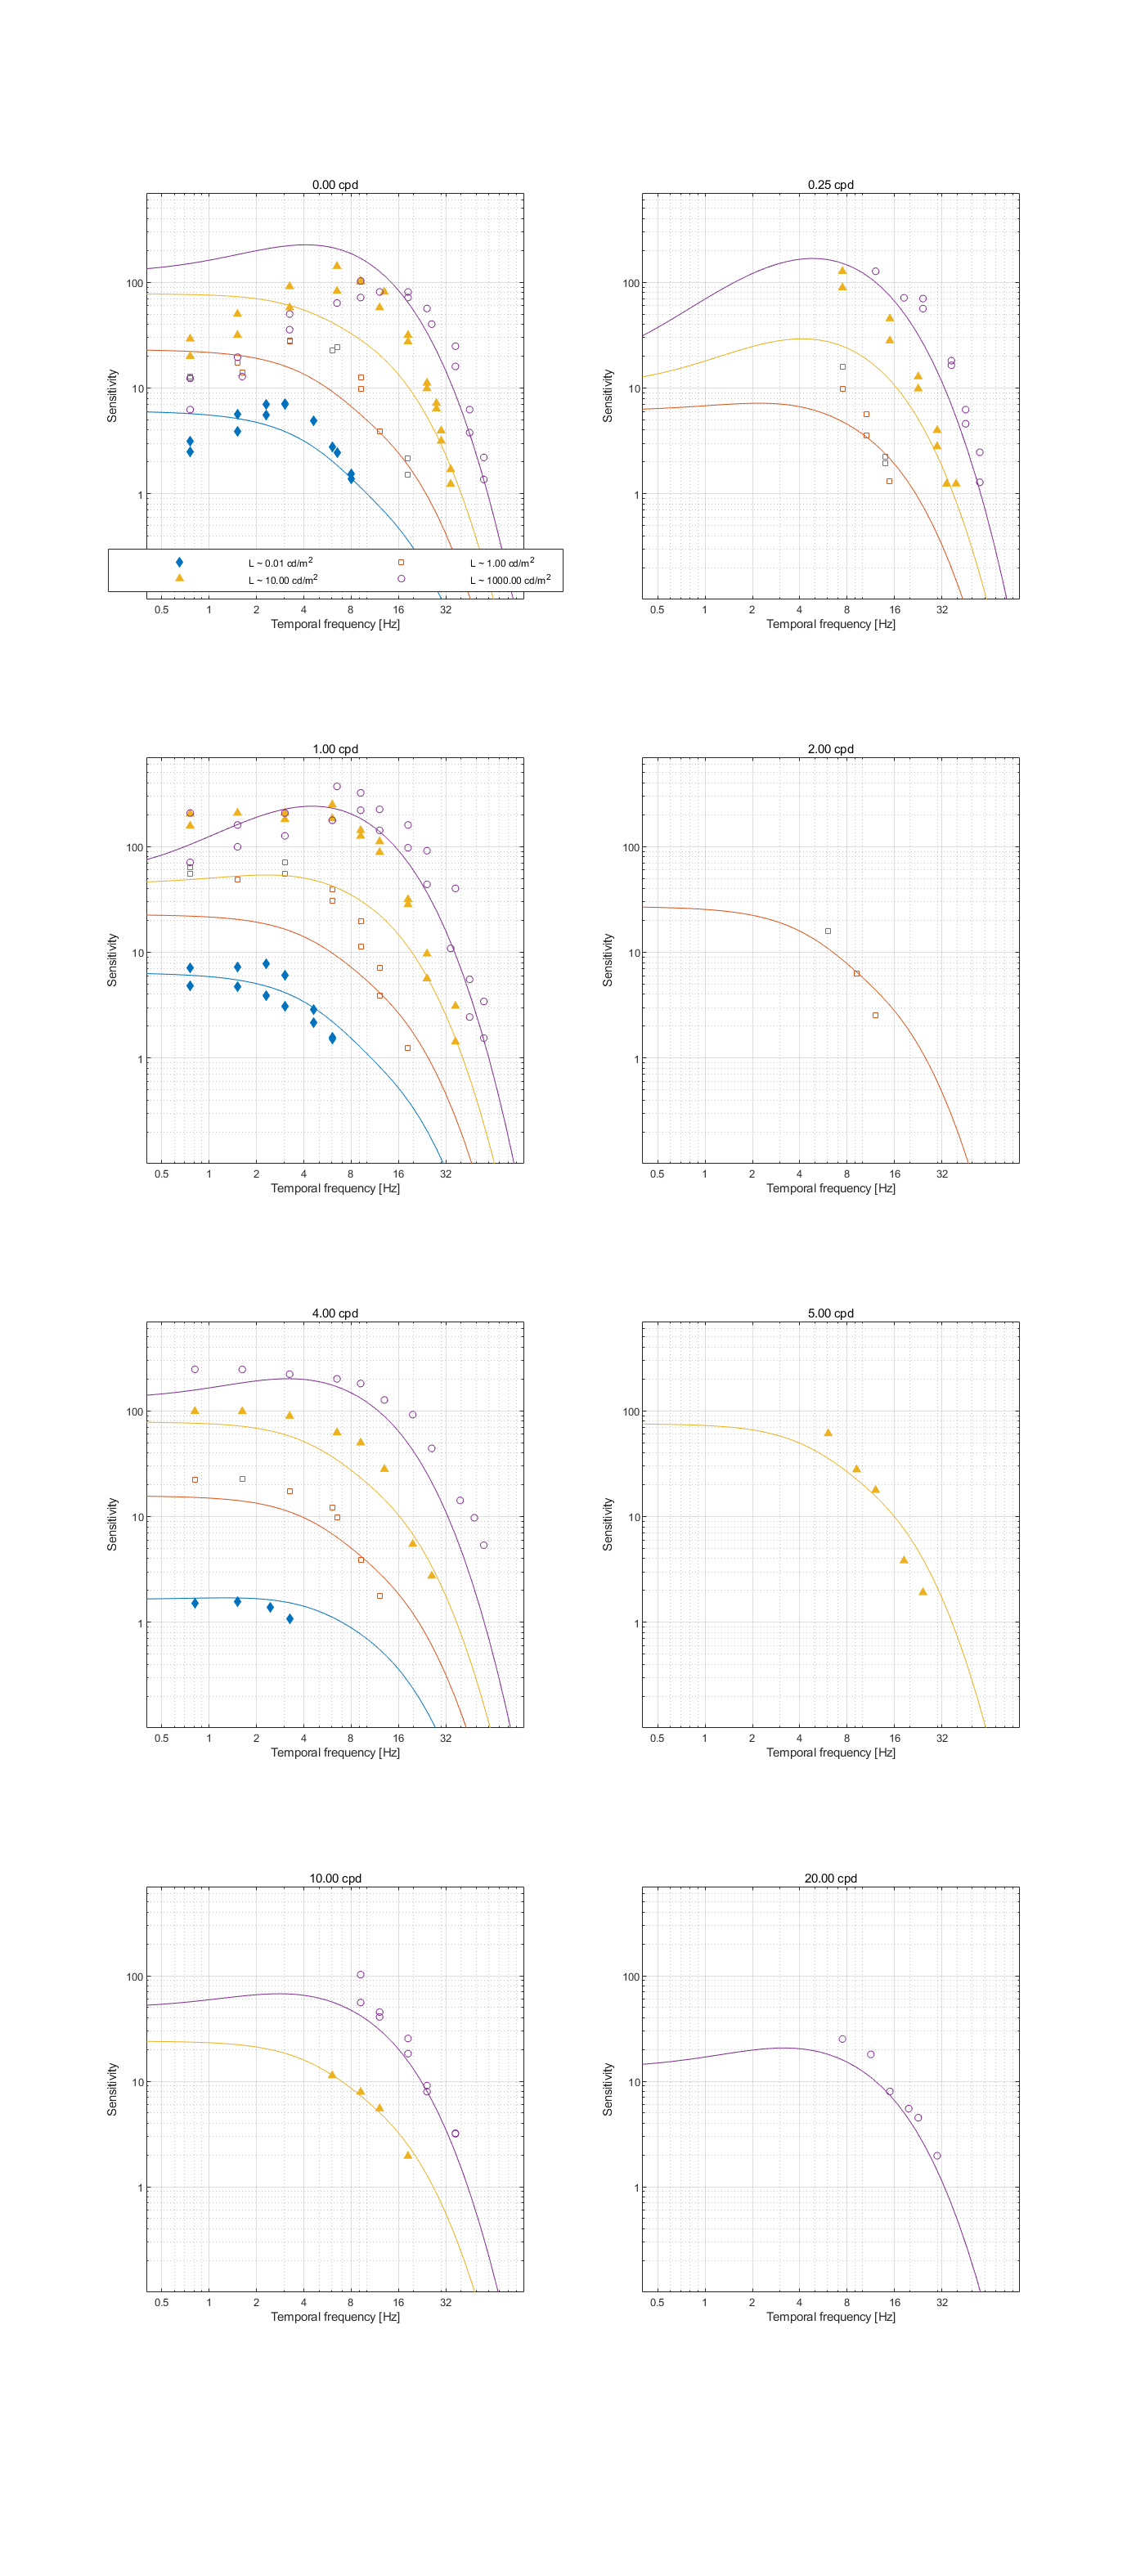 0.00 cpd
100
10
1
Sensitivity
L ~ 0.01 cd/m²
L ~ 1.00 cd/m²
L ~ 10.00 cd/m²
L ~ 1000.00 cd/m²
0.5 1 2 4 8 16 32
Temporal frequency [Hz]
0.25 cpd
100
10
1
Sensitivity
0.5 1 2 4 8 16 32
Temporal frequency [Hz]
1.00 cpd
100
10
1
Sensitivity
0.5 1 2 4 8 16 32
Temporal frequency [Hz]
2.00 cpd
100
10
1
Sensitivity
0.5 1 2 4 8 16 32
Temporal frequency [Hz]
4.00 cpd
100
10
1
Sensitivity
0.5 1 2 4 8 16 32
Temporal frequency [Hz]
5.00 cpd
100
10
1
Sensitivity
0.5 1 2 4 8 16 32
Temporal frequency [Hz]
10.00 cpd
100
10
1
Sensitivity
0.5 1 2 4 8 16 32
Temporal frequency [Hz]
20.00 cpd
100
10
1
Sensitivity
0.5 1 2 4 8 16 32
Temporal frequency [Hz]